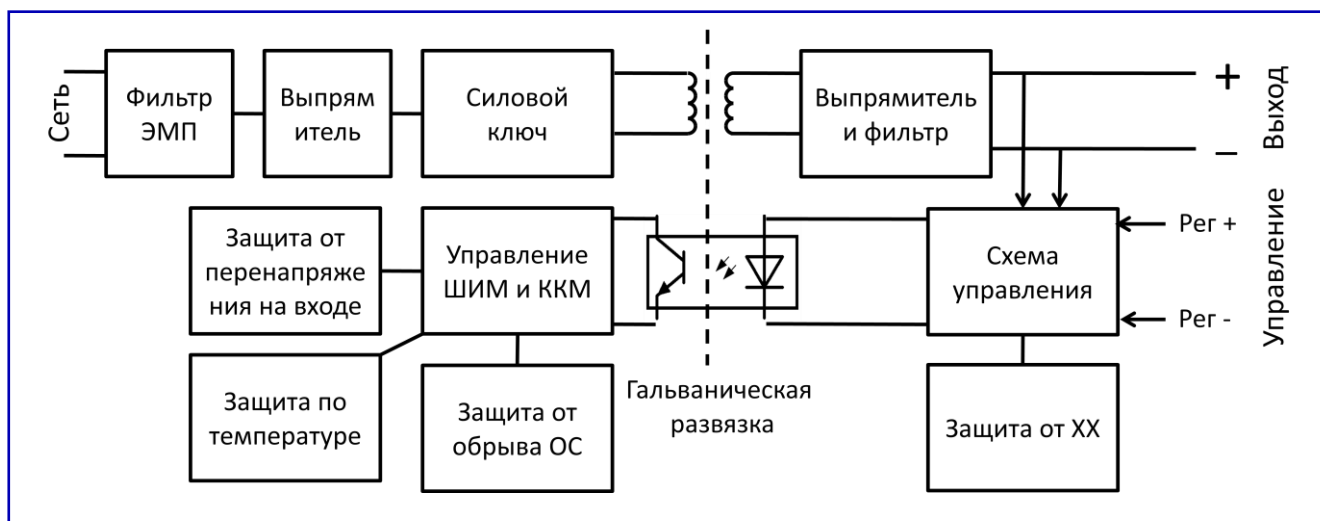 Сеть
Фильтр
ЭМП
Выпрям
итель
Силовой
ключ
Выпрямитель
и фильтр
+
–
Выход
Защита от
перенапряже
ния на входе
Управление
ШИМ и ККМ
Схема
управления
Рег +
Рег -
Управление
Защита по
температуре
Защита от
обрыва ОС
Гальваническая
развязка
Защита от ХХ